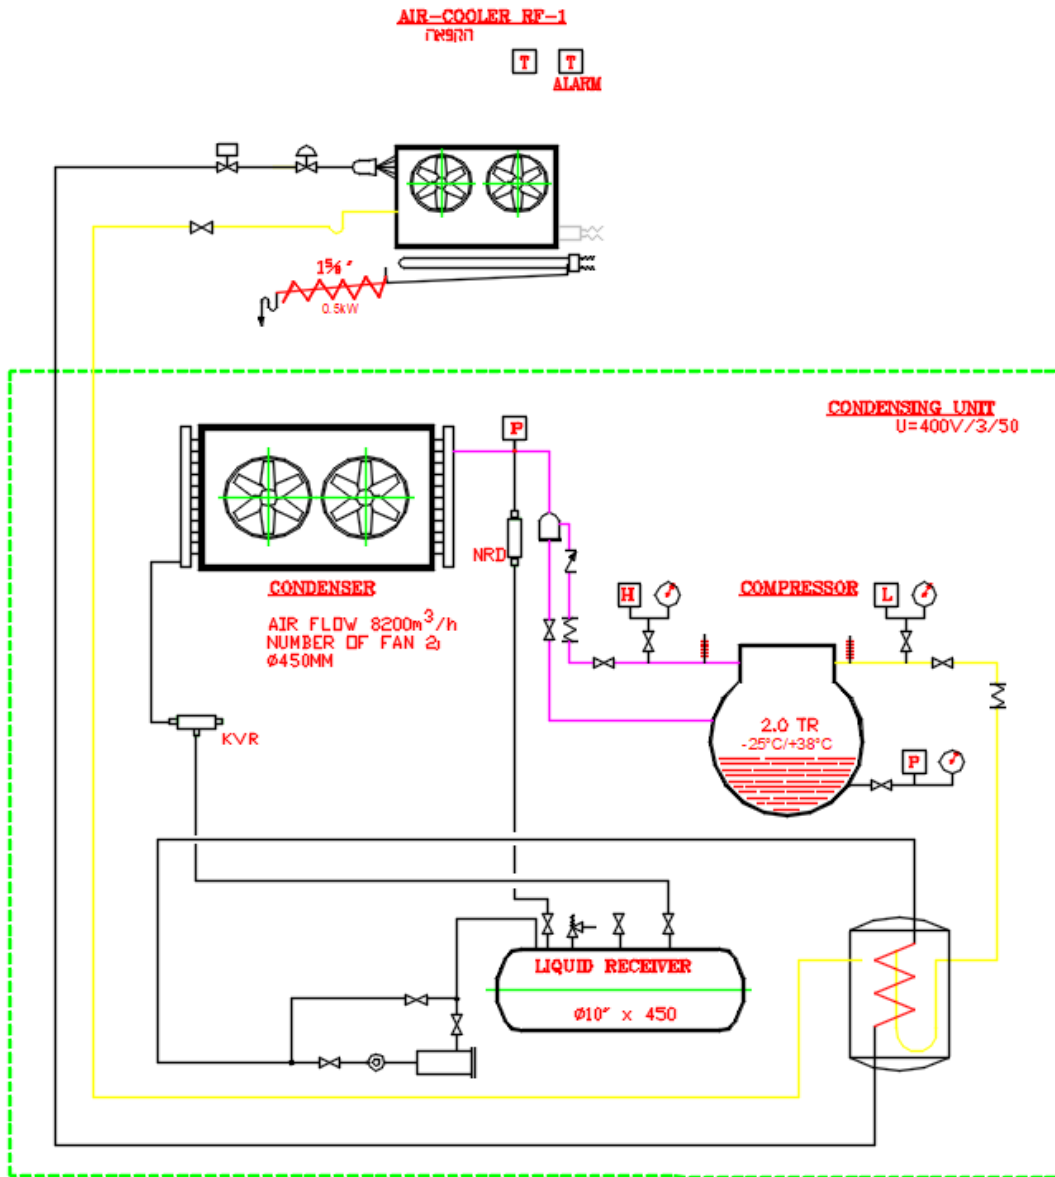 AIR-COOLER RF-1
הקפאה
T T
ALARM
1⅝"
0.5kW
CONDENSING UNIT
U=400V/3/50
P
NRD
CONDENSER
AIR FLOW 8200m³/h
NUMBER OF FAN 2;
Ø450MM
H
COMPRESSOR
L
2.0 TR
-25°C/+38°C
KVR
P
LIQUID RECEIVER
Ø10" x 450